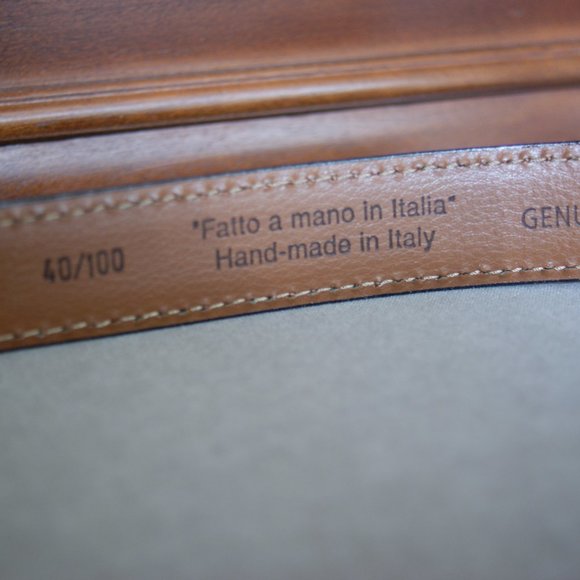 40/100
"Fatto a mano in Italia"
Hand-made in Italy
GENU